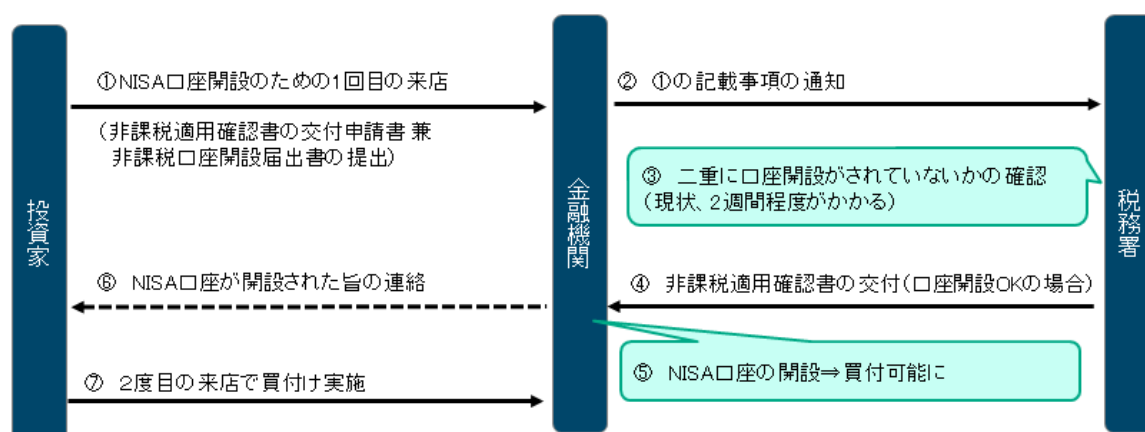 ①NISA口座開設のための1回目の来店
(非課税適用確認書の交付申請書 兼
非課税口座開設届出書の提出)
② ①の記載事項の通知
③ 二重に口座開設がされていないかの確認
(現状、2週間程度がかかる)
投資家
金融機関
税務署
⑥ NISA口座が開設された旨の連絡
④ 非課税適用確認書の交付(口座開設OKの場合)
⑤ NISA口座の開設⇒買付可能に
⑦ 2度目の来店で買付け実施